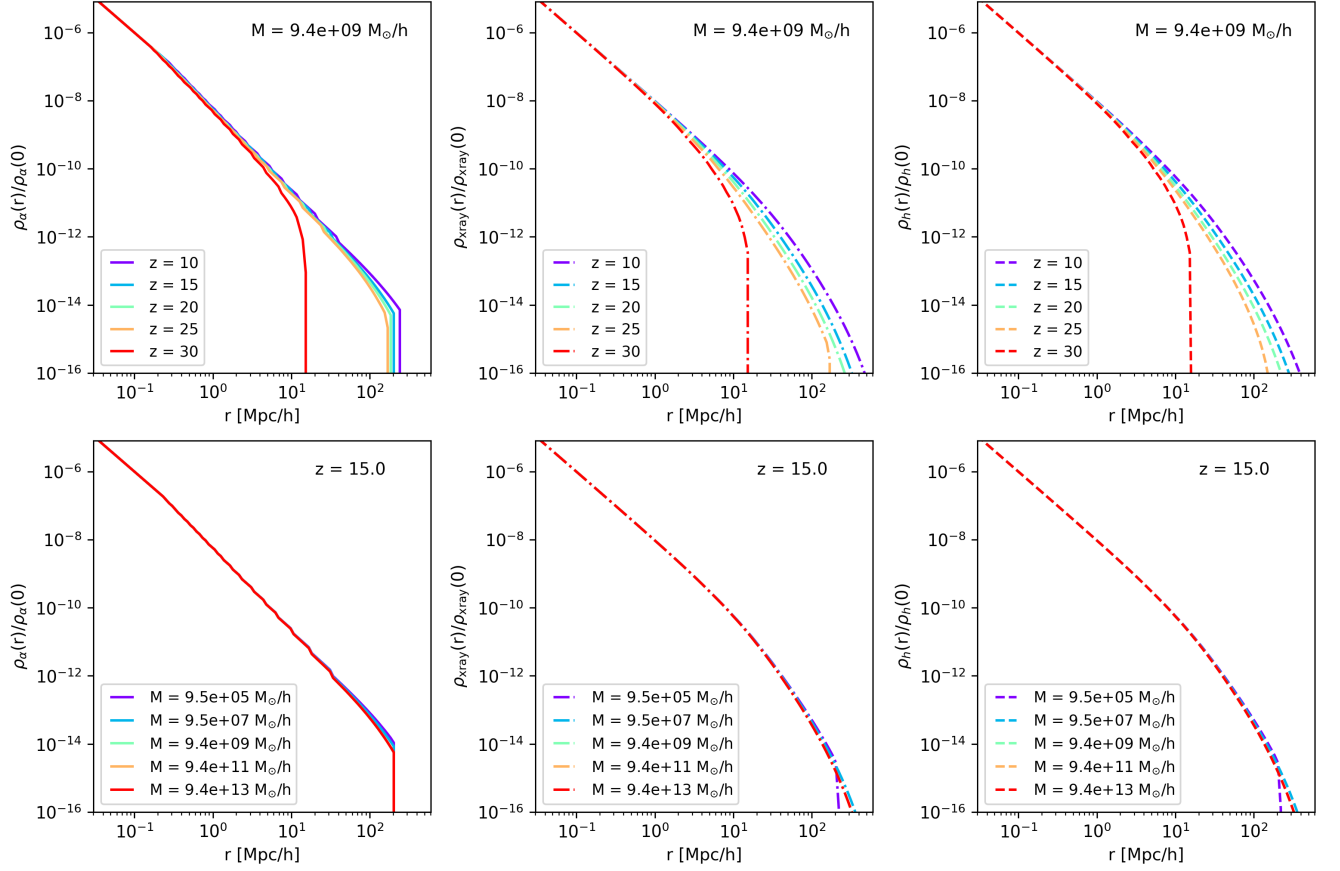 M = 9.4e+09 M⊙/h
10⁻⁶
10⁻⁸
10⁻¹⁰
10⁻¹²
10⁻¹⁴
10⁻¹⁶
ρα(r)/ρα(0)
z = 10
z = 15
z = 20
z = 25
z = 30
10⁻¹ 10⁰ 10¹ 10²
r [Mpc/h]
M = 9.4e+09 M⊙/h
10⁻⁶
10⁻⁸
10⁻¹⁰
10⁻¹²
10⁻¹⁴
10⁻¹⁶
ρxray(r)/ρxray(0)
z = 10
z = 15
z = 20
z = 25
z = 30
10⁻¹ 10⁰ 10¹ 10²
r [Mpc/h]
M = 9.4e+09 M⊙/h
10⁻⁶
10⁻⁸
10⁻¹⁰
10⁻¹²
10⁻¹⁴
10⁻¹⁶
ρh(r)/ρh(0)
z = 10
z = 15
z = 20
z = 25
z = 30
10⁻¹ 10⁰ 10¹ 10²
r [Mpc/h]
z = 15.0
10⁻⁶
10⁻⁸
10⁻¹⁰
10⁻¹²
10⁻¹⁴
10⁻¹⁶
ρα(r)/ρα(0)
M = 9.5e+05 M⊙/h
M = 9.5e+07 M⊙/h
M = 9.4e+09 M⊙/h
M = 9.4e+11 M⊙/h
M = 9.4e+13 M⊙/h
10⁻¹ 10⁰ 10¹ 10²
r [Mpc/h]
z = 15.0
10⁻⁶
10⁻⁸
10⁻¹⁰
10⁻¹²
10⁻¹⁴
10⁻¹⁶
ρxray(r)/ρxray(0)
M = 9.5e+05 M⊙/h
M = 9.5e+07 M⊙/h
M = 9.4e+09 M⊙/h
M = 9.4e+11 M⊙/h
M = 9.4e+13 M⊙/h
10⁻¹ 10⁰ 10¹ 10²
r [Mpc/h]
z = 15.0
10⁻⁶
10⁻⁸
10⁻¹⁰
10⁻¹²
10⁻¹⁴
10⁻¹⁶
ρh(r)/ρh(0)
M = 9.5e+05 M⊙/h
M = 9.5e+07 M⊙/h
M = 9.4e+09 M⊙/h
M = 9.4e+11 M⊙/h
M = 9.4e+13 M⊙/h
10⁻¹ 10⁰ 10¹ 10²
r [Mpc/h]